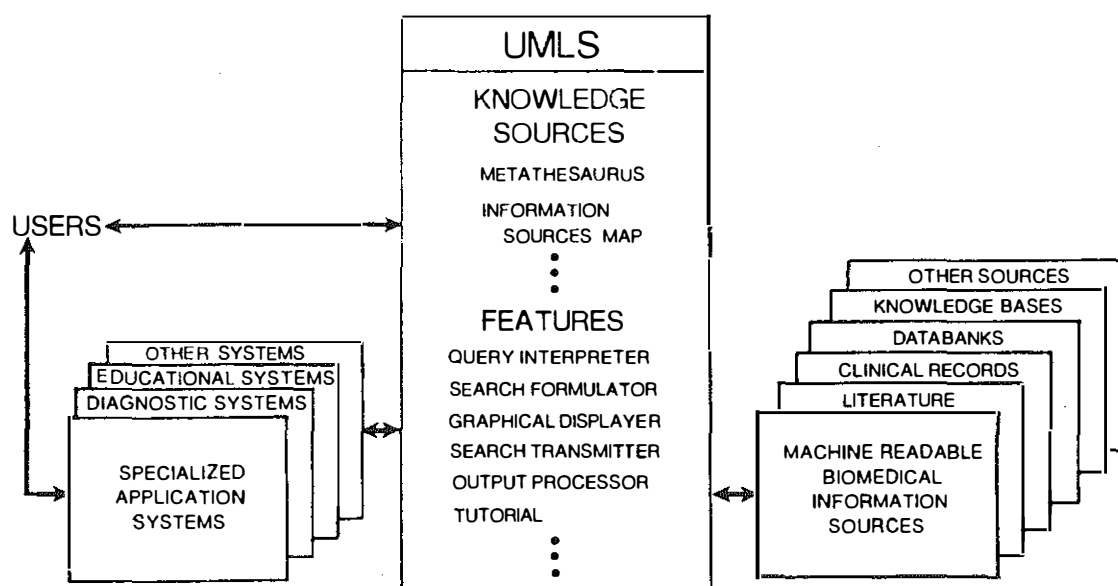 UMLS
KNOWLEDGE
SOURCES
METATHESAURUS
INFORMATION
SOURCES MAP
FEATURES
QUERY INTERPRETER
SEARCH FORMULATOR
GRAPHICAL DISPLAYER
SEARCH TRANSMITTER
OUTPUT PROCESSOR
TUTORIAL
USERS
OTHER SYSTEMS
EDUCATIONAL SYSTEMS
DIAGNOSTIC SYSTEMS
SPECIALIZED
APPLICATION
SYSTEMS
OTHER SOURCES
KNOWLEDGE BASES
DATABANKS
CLINICAL RECORDS
LITERATURE
MACHINE READABLE
BIOMEDICAL
INFORMATION
SOURCES